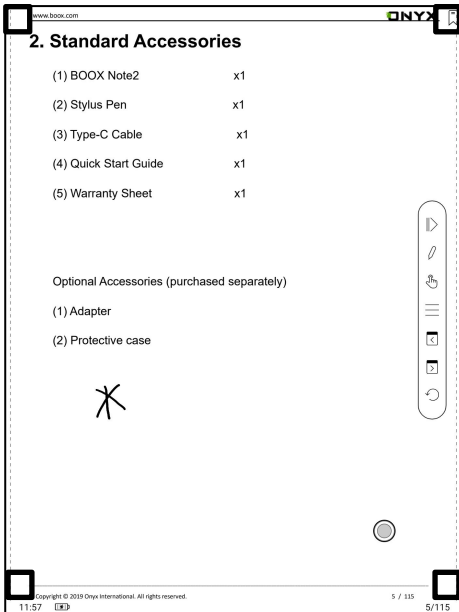 www.boox.com
ONYX
2. Standard Accessories
(1) BOOX Note2 x1
(2) Stylus Pen x1
(3) Type-C Cable x1
(4) Quick Start Guide x1
(5) Warranty Sheet x1
Optional Accessories (purchased separately)
(1) Adapter
(2) Protective case
Copyright © 2019 Onyx International. All rights reserved. 5 / 115
11:57 5/115